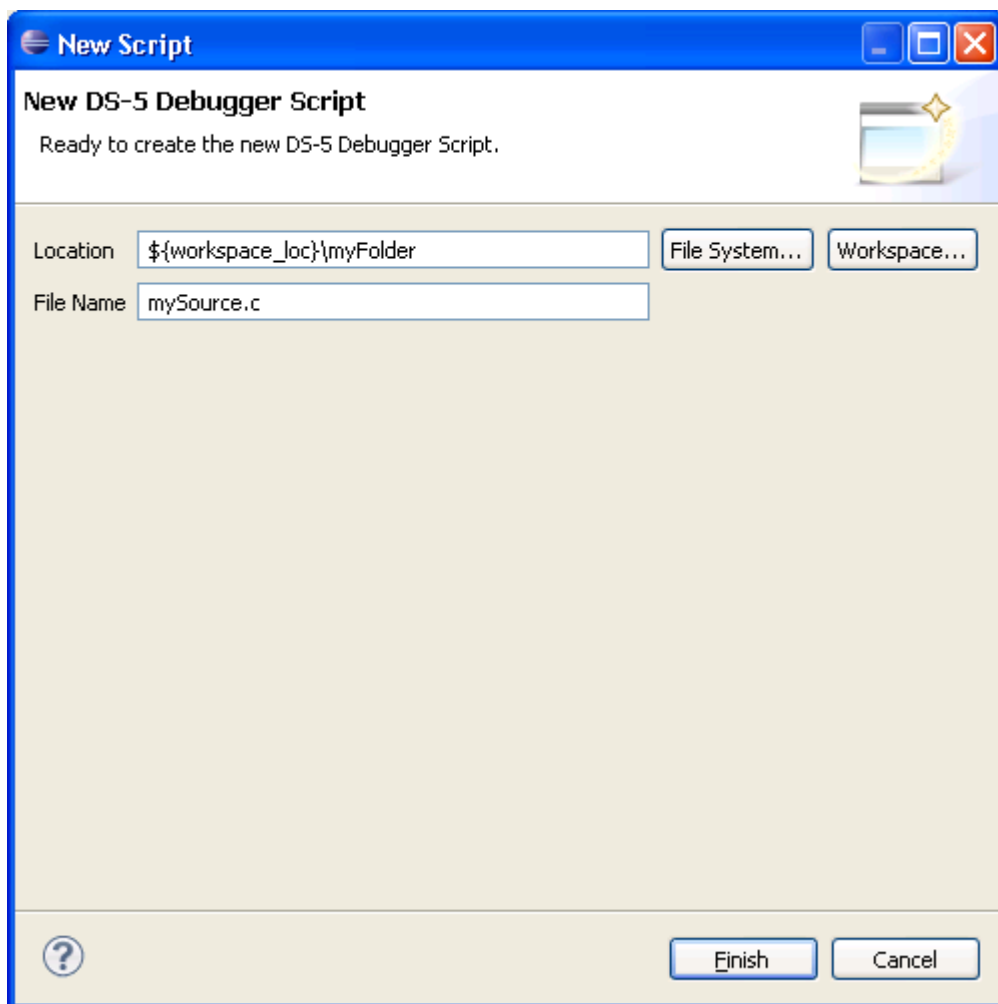 New Script
New DS-5 Debugger Script
Ready to create the new DS-5 Debugger Script.
Location ${workspace_loc}\myFolder File System... Workspace...
File Name mySource.c
? Finish Cancel